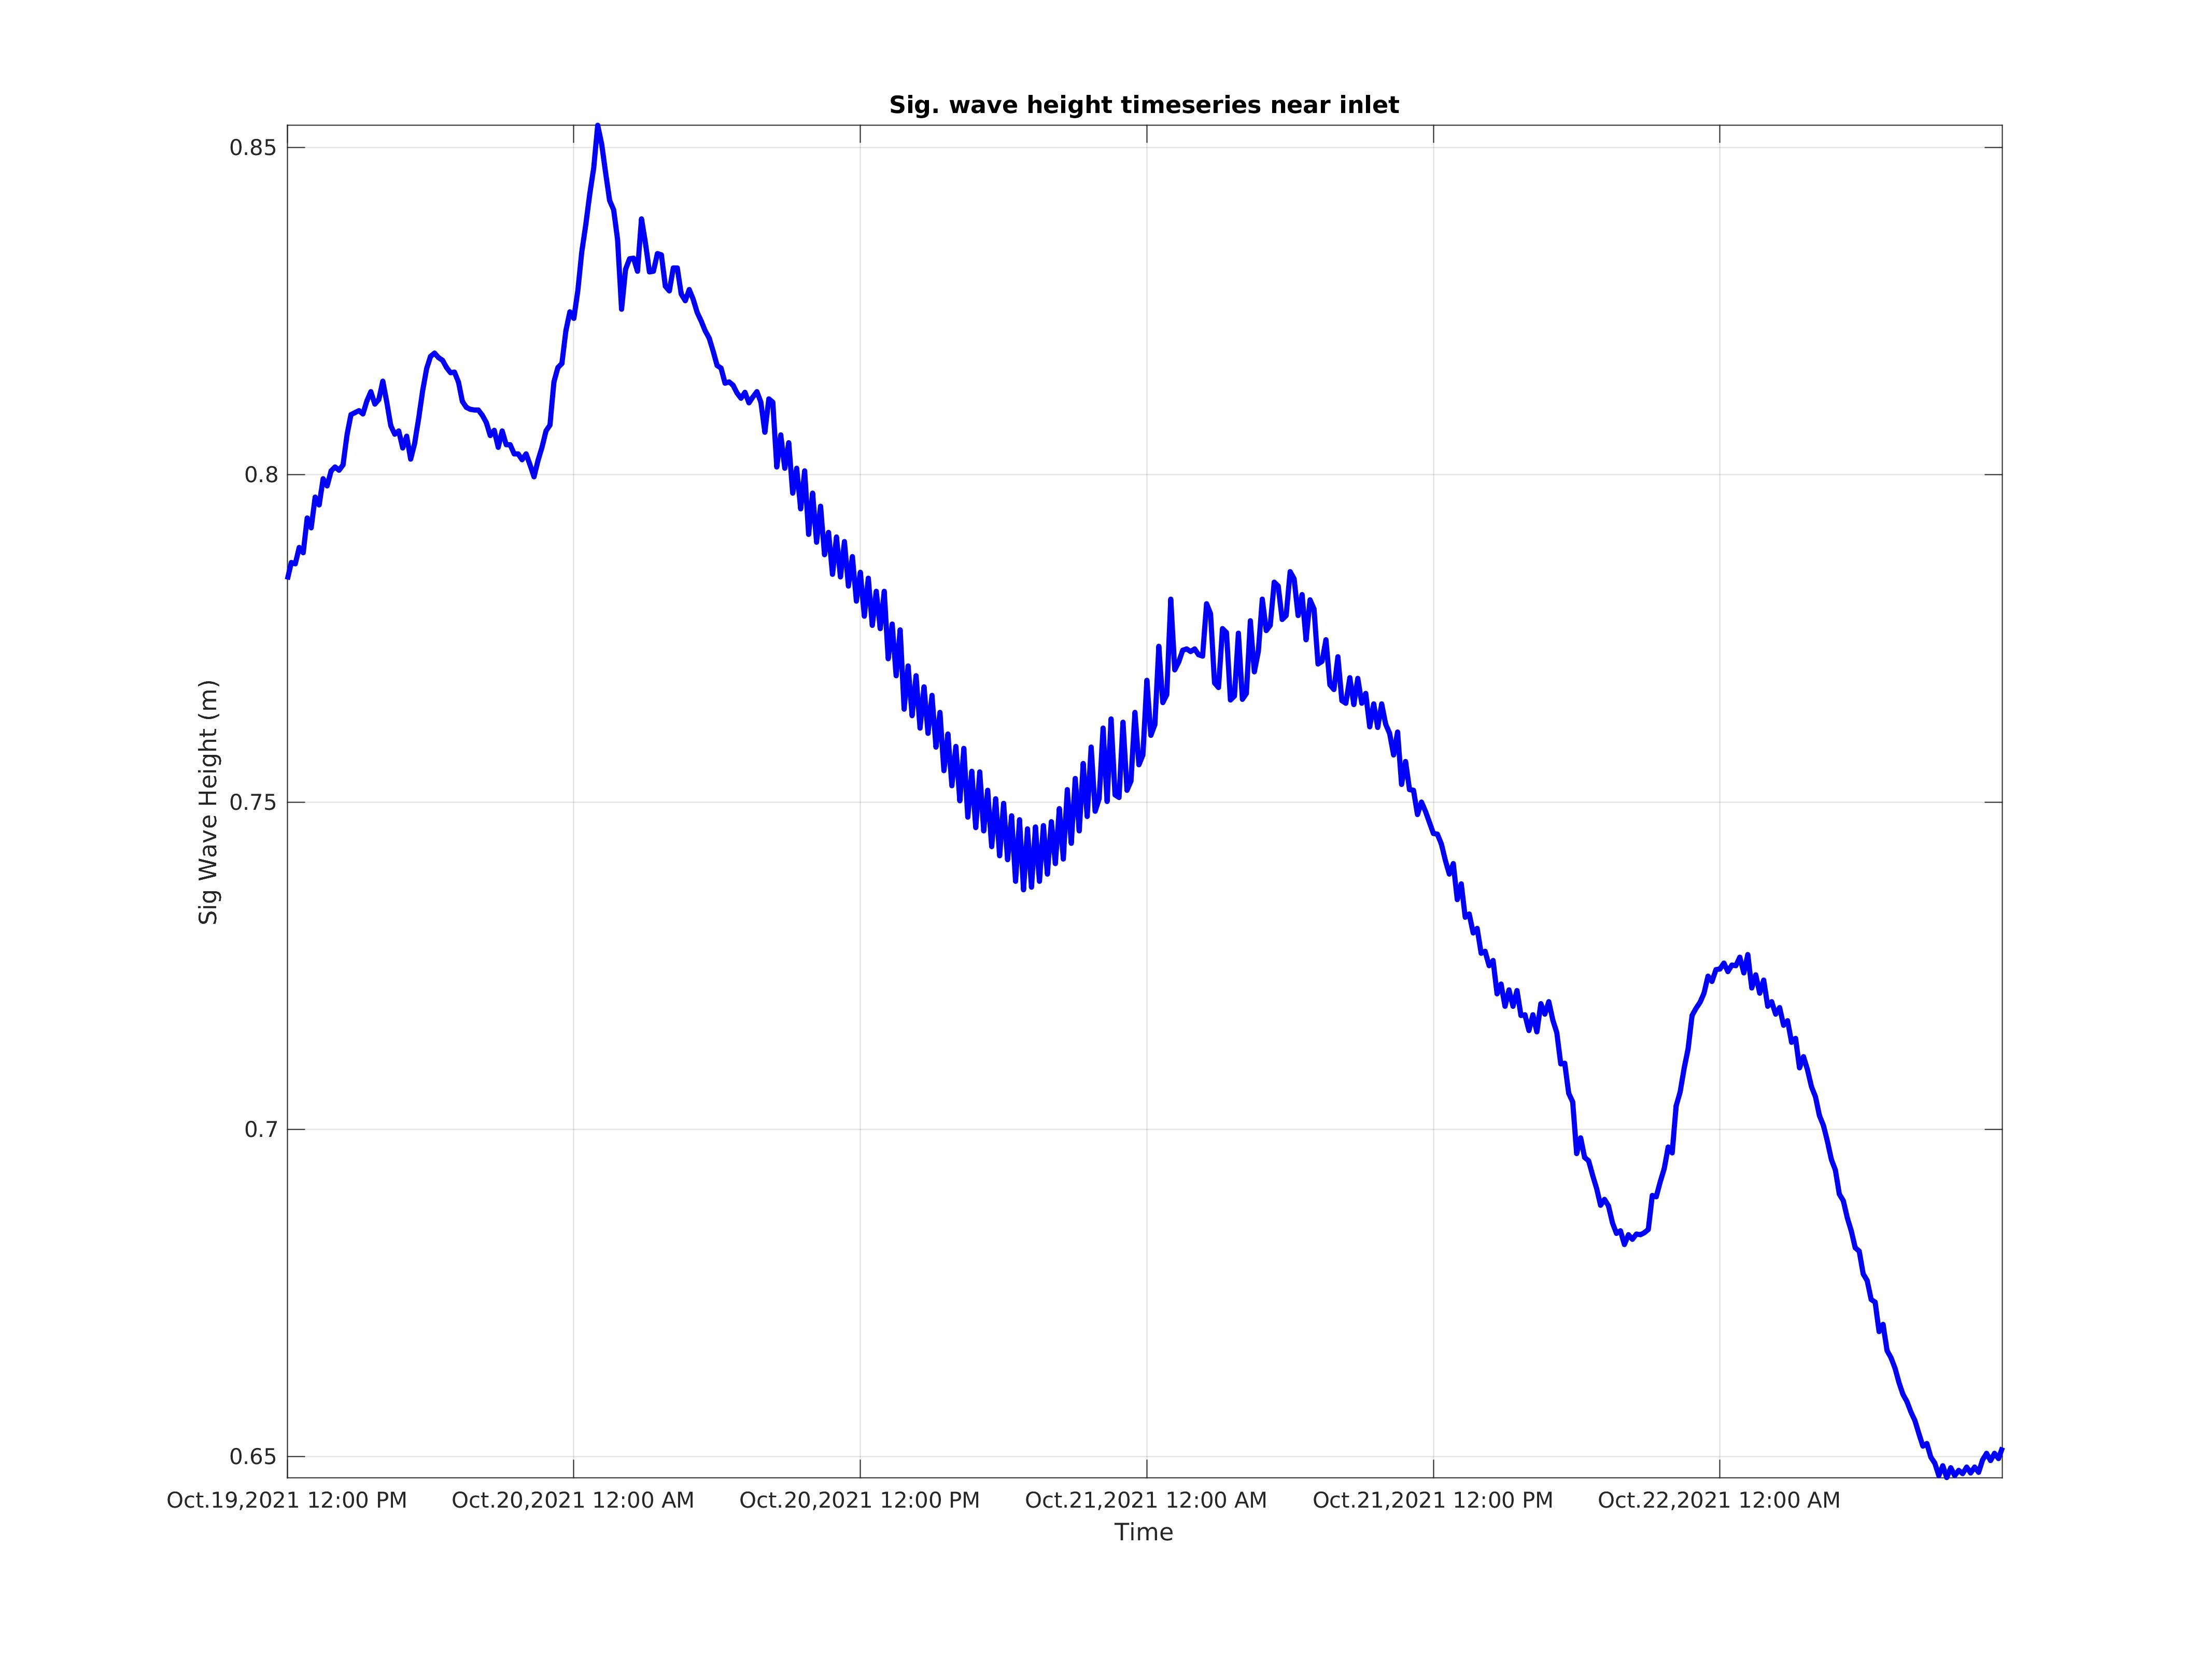 Sig. wave height timeseries near inlet
0.85
0.8
0.75
0.7
0.65
Sig Wave Height (m)
Oct.19,2021 12:00 PM
Oct.20,2021 12:00 AM
Oct.20,2021 12:00 PM
Oct.21,2021 12:00 AM
Oct.21,2021 12:00 PM
Oct.22,2021 12:00 AM
Time